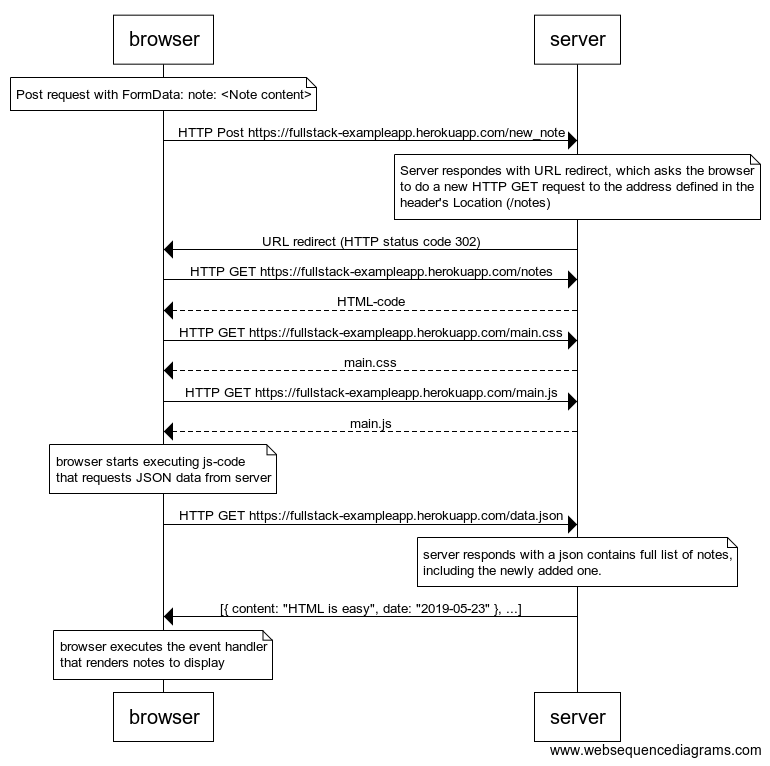 browser
server
Post request with FormData: note: <Note content>
HTTP Post https://fullstack-exampleapp.herokuapp.com/new_note
Server respondes with URL redirect, which asks the browser
to do a new HTTP GET request to the address defined in the
header's Location (/notes)
URL redirect (HTTP status code 302)
HTTP GET https://fullstack-exampleapp.herokuapp.com/notes
HTML-code
HTTP GET https://fullstack-exampleapp.herokuapp.com/main.css
main.css
HTTP GET https://fullstack-exampleapp.herokuapp.com/main.js
main.js
browser starts executing js-code
that requests JSON data from server
HTTP GET https://fullstack-exampleapp.herokuapp.com/data.json
server responds with a json contains full list of notes,
including the newly added one.
[{ content: "HTML is easy", date: "2019-05-23" }, ...]
browser executes the event handler
that renders notes to display
browser
server
www.websequencediagrams.com